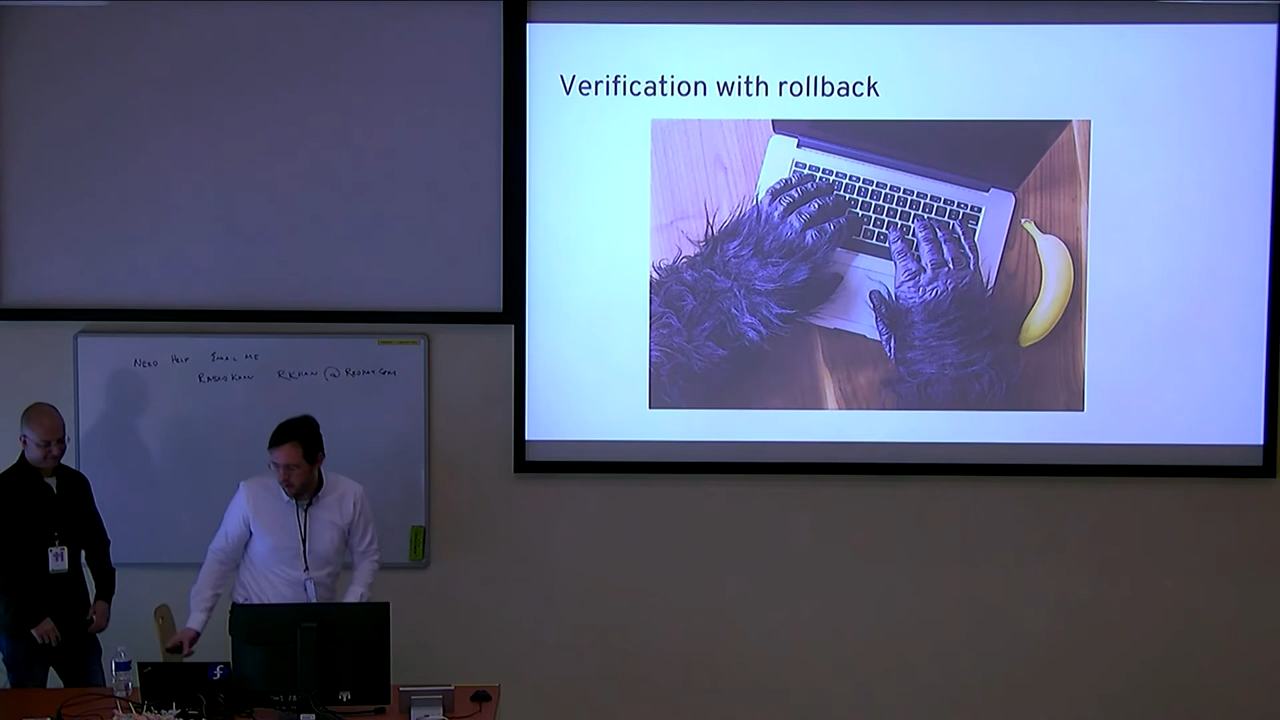 Verification with rollback
NEED HELP EMAIL ME
RKHAN @ REDHAT.COM